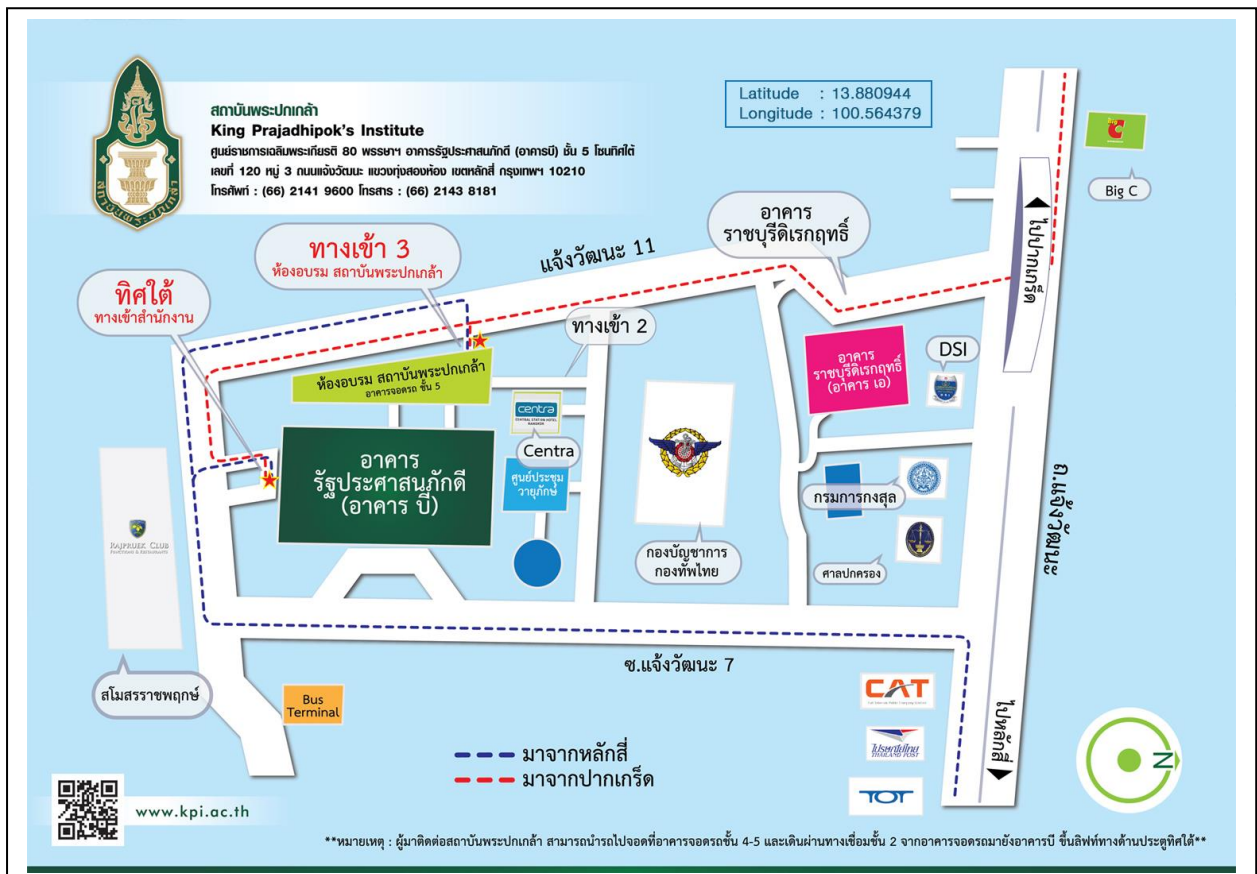 สถาบันพระปกเกล้า
King Prajadhipok's Institute
ศูนย์ราชการเฉลิมพระเกียรติ 80 พรรษาฯ อาคารรัฐประศาสนภักดี (อาคารบี) ชั้น 5 โซนทิศใต้
เลขที่ 120 หมู่ 3 ถนนแจ้งวัฒนะ แขวงทุ่งสองห้อง เขตหลักสี่ กรุงเทพฯ 10210
โทรศัพท์ : (66) 2141 9600 โทรสาร : (66) 2143 8181
สถาบันพระปกเกล้า
Latitude : 13.880944
Longitude : 100.564379
Big C
Big C
ไปปากเกร็ด
อาคาร
ราชบุรีดิเรกฤทธิ์
แจ้งวัฒนะ 11
ทางเข้า 3
ห้องอบรม สถาบันพระปกเกล้า
ทิศใต้
ทางเข้าสำนักงาน
ทางเข้า 2
ห้องอบรม สถาบันพระปกเกล้า
อาคารจอดรถ ชั้น 5
อาคาร
ราชบุรีดิเรกฤทธิ์
(อาคาร เอ)
DSI
centra
Centra
อาคาร
รัฐประศาสนภักดี
(อาคาร บี)
ศูนย์ประชุม
วายุภักษ์
กรมการกงสุล
ถ.แจ้งวัฒนะ
RAJPRUEK CLUB
กองบัญชาการ
กองทัพไทย
ศาลปกครอง
ซ.แจ้งวัฒนะ 7
สโมสรราชพฤกษ์
Bus
Terminal
CAT
ไปรษณีย์ไทย
THAILAND POST
TOT
ไปหลักสี่
N
มาจากหลักสี่
มาจากปากเกร็ด
www.kpi.ac.th
**หมายเหตุ : ผู้มาติดต่อสถาบันพระปกเกล้า สามารถนำรถไปจอดที่อาคารจอดรถชั้น 4-5 และเดินผ่านทางเชื่อมชั้น 2 จากอาคารจอดรถมายังอาคารบี ขึ้นลิฟท์ทางด้านประตูทิศใต้**